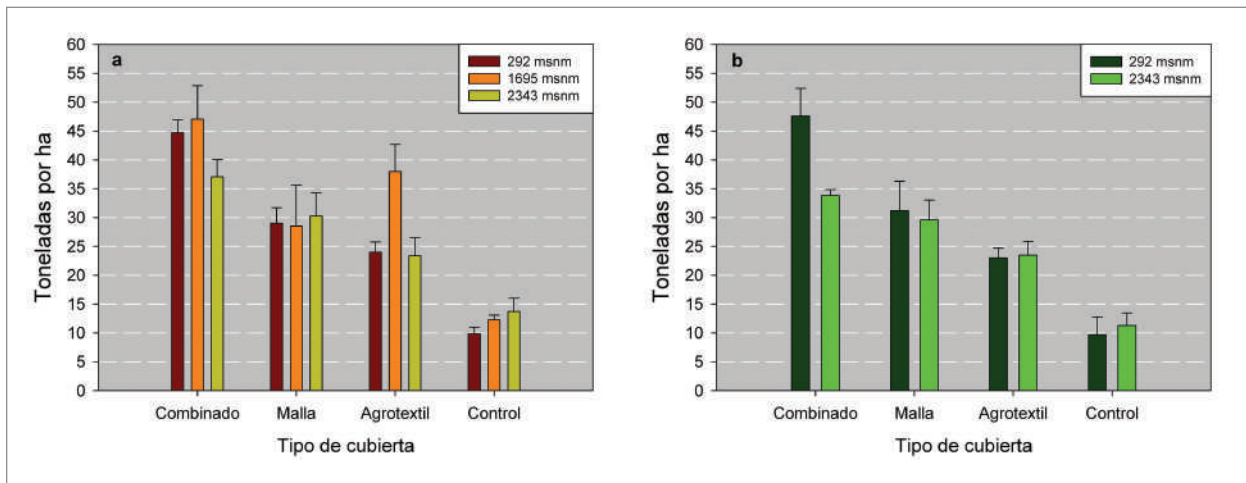 a
292 msnm
1695 msnm
2343 msnm
60
55
50
45
40
35
30
25
20
15
10
5
0
Toneladas por ha
Combinado Malla Agrotextil Control
Tipo de cubierta
b
292 msnm
2343 msnm
60
55
50
45
40
35
30
25
20
15
10
5
0
Toneladas por ha
Combinado Malla Agrotextil Control
Tipo de cubierta